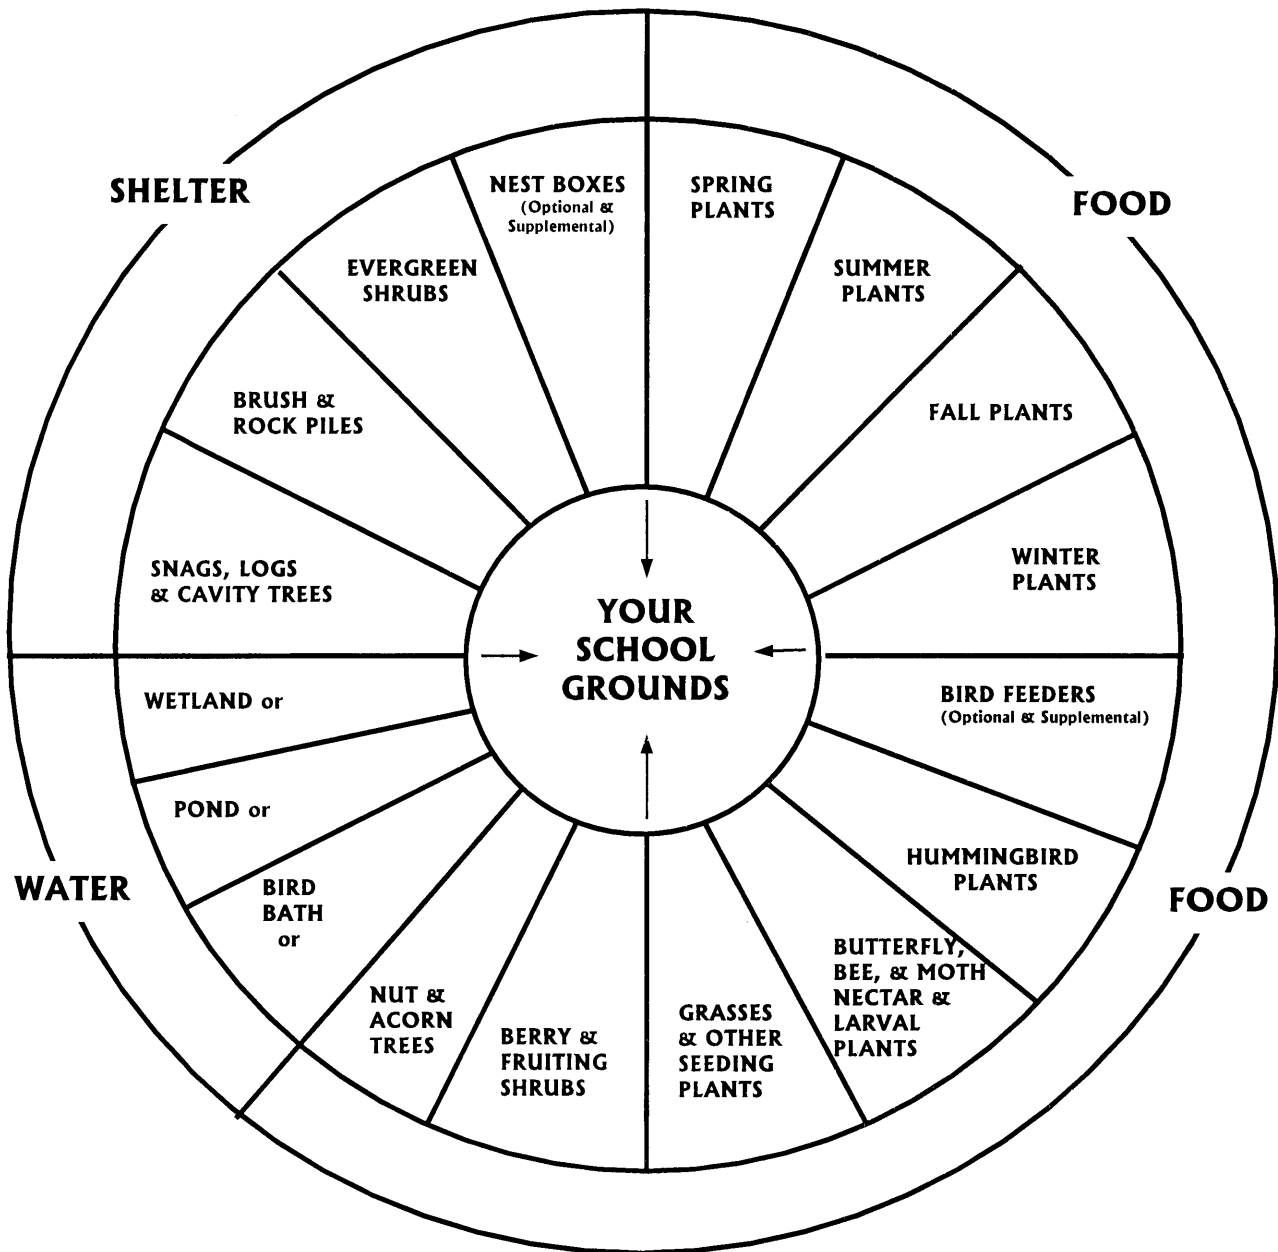 SHELTER
FOOD
NEST BOXES
(Optional &
Supplemental)
SPRING
PLANTS
EVERGREEN
SHRUBS
SUMMER
PLANTS
BRUSH &
ROCK PILES
FALL PLANTS
SNAGS, LOGS
& CAVITY TREES
WINTER
PLANTS
YOUR
SCHOOL
GROUNDS
WETLAND or
BIRD FEEDERS
(Optional & Supplemental)
POND or
HUMMINGBIRD
PLANTS
WATER
FOOD
BIRD
BATH
or
BUTTERFLY,
BEE, & MOTH
NECTAR &
LARVAL
PLANTS
NUT &
ACORN
TREES
BERRY &
FRUITING
SHRUBS
GRASSES
& OTHER
SEEDING
PLANTS